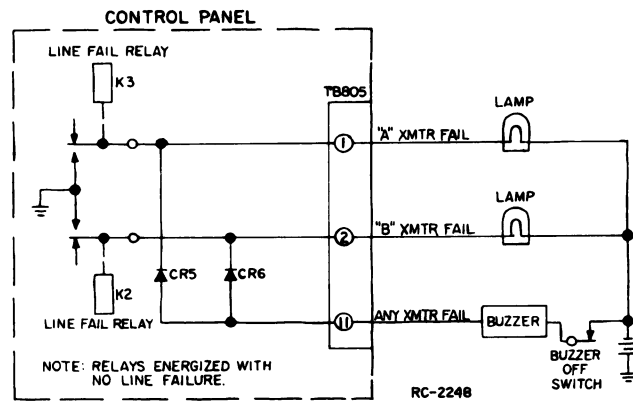 CONTROL PANEL
LINE FAIL RELAY
K3
TB805
LAMP
1
"A" XMTR FAIL
LAMP
2
"B" XMTR FAIL
CR5
CR6
K2
LINE FAIL RELAY
11
ANY XMTR FAIL
BUZZER
BUZZER
OFF
SWITCH
NOTE: RELAYS ENERGIZED WITH
NO LINE FAILURE.
RC-2248